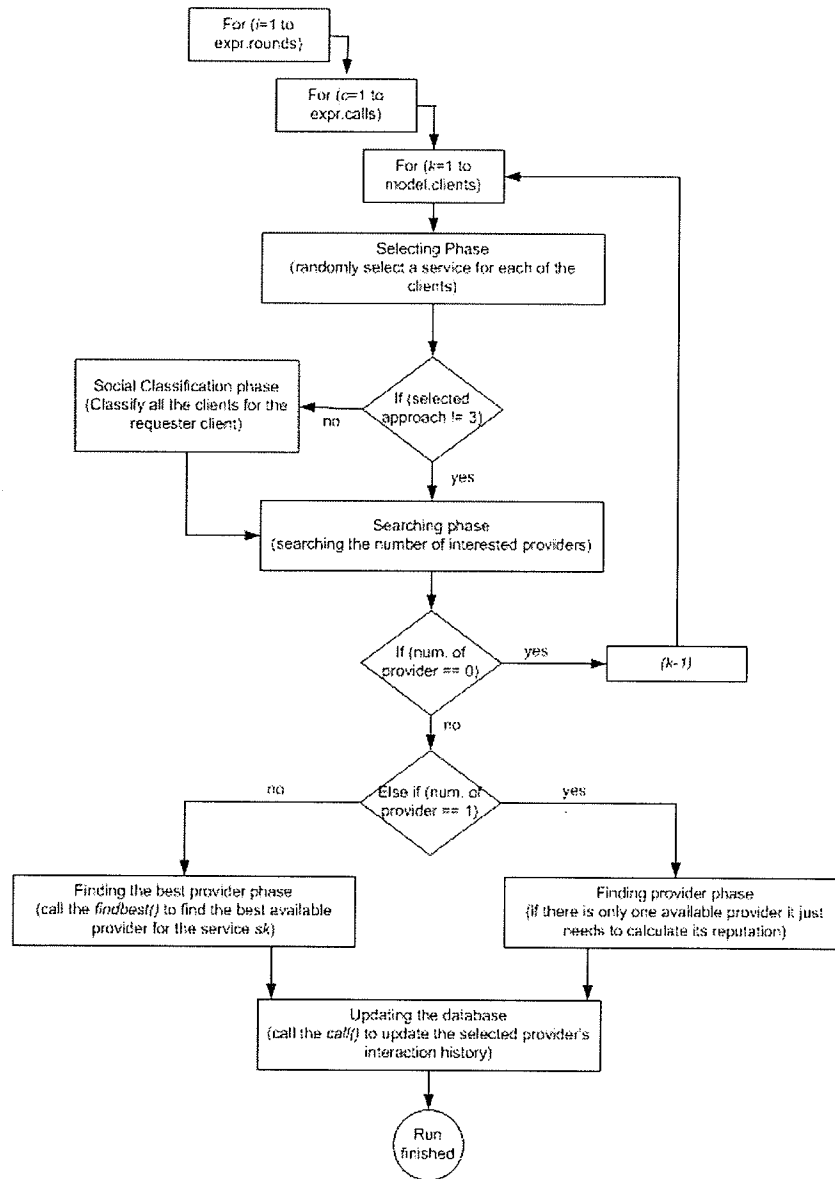 For (i=1 to
expr.rounds)
For (c=1 to
expr.calls)
For (k=1 to
model.clients)
Selecting Phase
(randomly select a service for each of the
clients)
If (selected
approach != 3)
no
yes
Social Classification phase
(Classify all the clients for the
requester client)
Searching phase
(searching the number of interested providers)
If (num. of
provider == 0)
yes
(k-1)
no
Else if (num. of
provider == 1)
no
yes
Finding the best provider phase
(call the findbest() to find the best available
provider for the service sk)
Finding provider phase
(if there is only one available provider it just
needs to calculate its reputation)
Updating the database
(call the call() to update the selected provider's
interaction history)
Run
finished